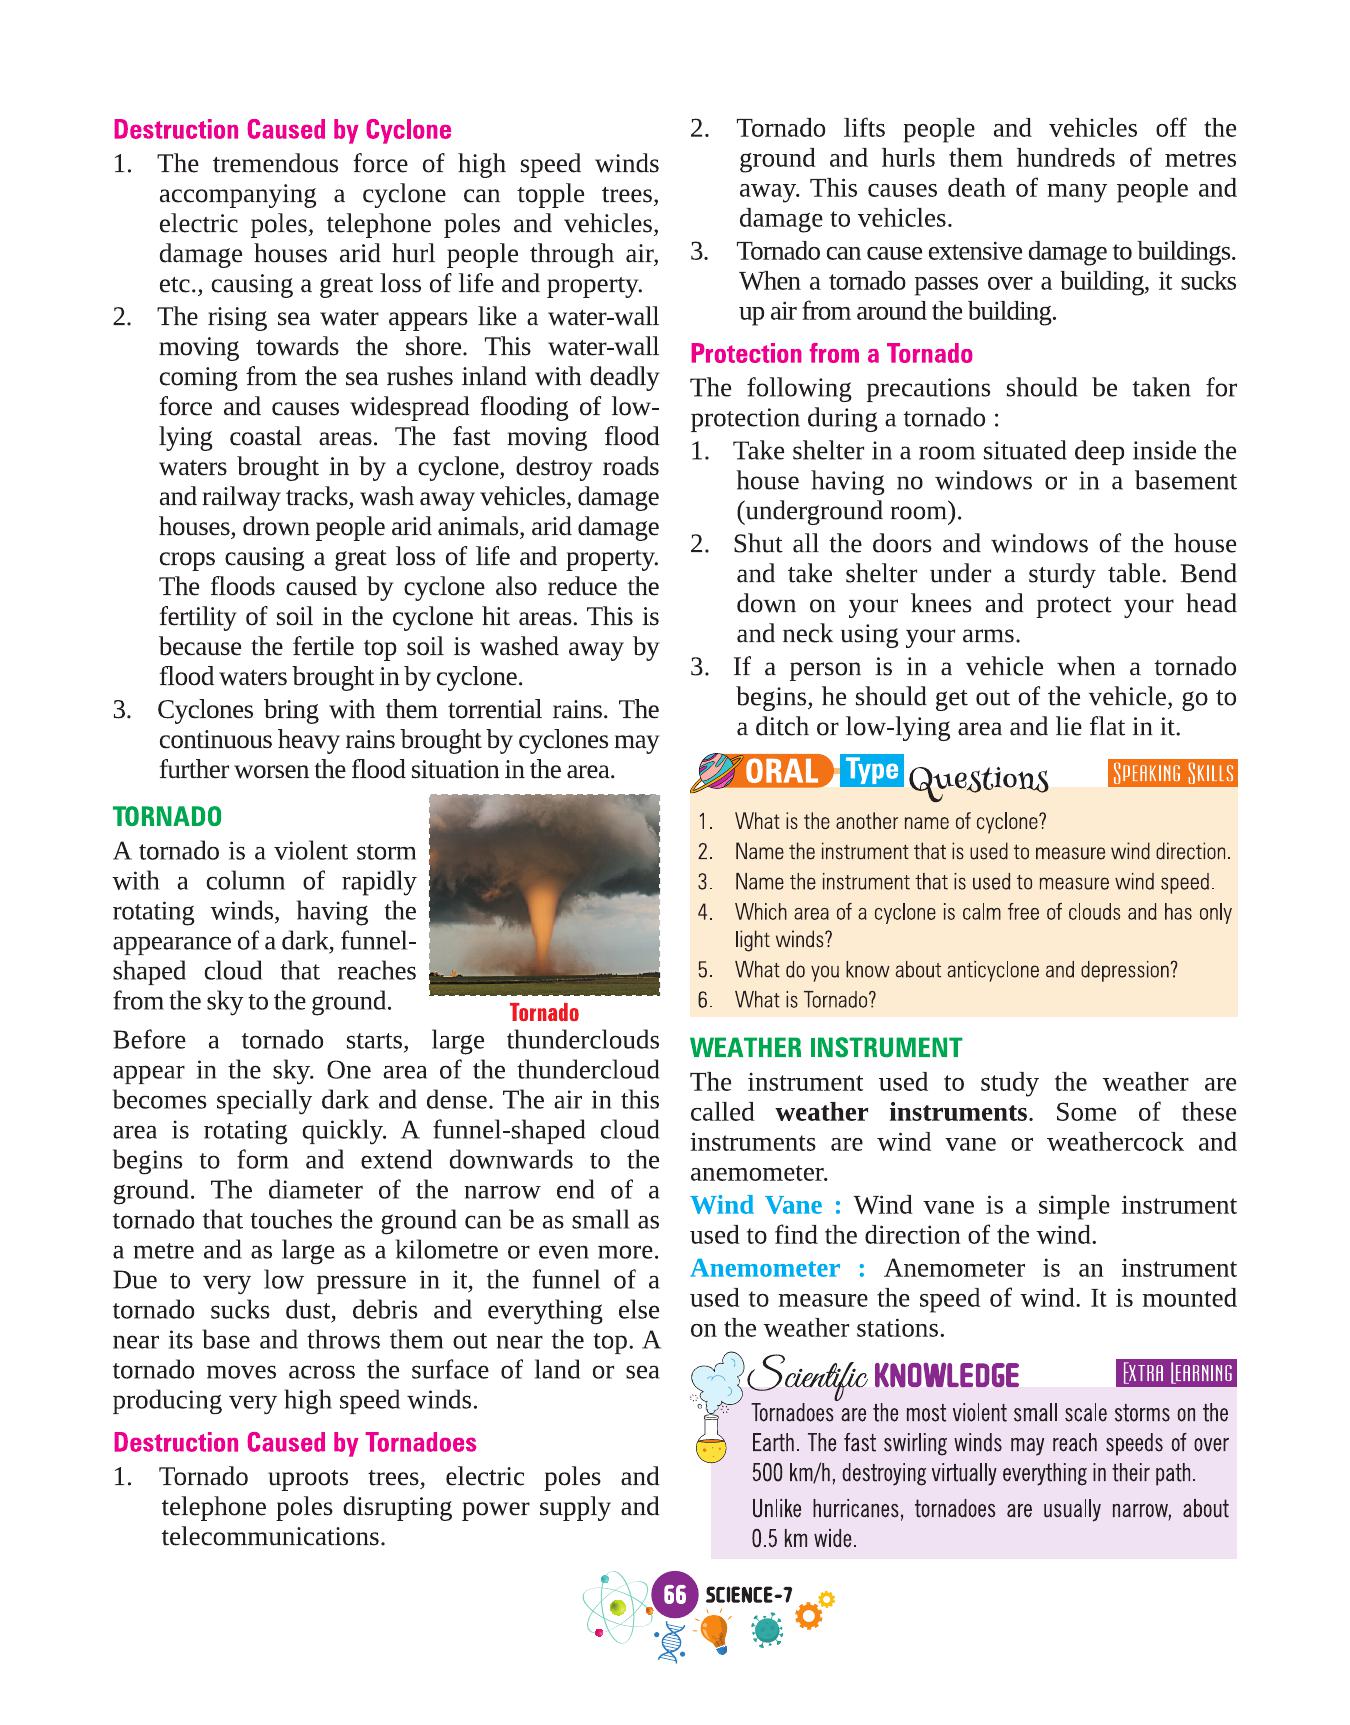 Destruction Caused by Cyclone
1. The tremendous force of high speed winds
accompanying a cyclone can topple trees,
electric poles, telephone poles and vehicles,
damage houses arid hurl people through air,
etc., causing a great loss of life and property.
2. The rising sea water appears like a water-wall
moving towards the shore. This water-wall
coming from the sea rushes inland with deadly
force and causes widespread flooding of low-
lying coastal areas. The fast moving flood
waters brought in by a cyclone, destroy roads
and railway tracks, wash away vehicles, damage
houses, drown people arid animals, arid damage
crops causing a great loss of life and property.
The floods caused by cyclone also reduce the
fertility of soil in the cyclone hit areas. This is
because the fertile top soil is washed away by
flood waters brought in by cyclone.
3. Cyclones bring with them torrential rains. The
continuous heavy rains brought by cyclones may
further worsen the flood situation in the area.
TORNADO
A tornado is a violent storm
with a column of rapidly
rotating winds, having the
appearance of a dark, funnel-
shaped cloud that reaches
from the sky to the ground.
Tornado
Before a tornado starts, large thunderclouds
appear in the sky. One area of the thundercloud
becomes specially dark and dense. The air in this
area is rotating quickly. A funnel-shaped cloud
begins to form and extend downwards to the
ground. The diameter of the narrow end of a
tornado that touches the ground can be as small as
a metre and as large as a kilometre or even more.
Due to very low pressure in it, the funnel of a
tornado sucks dust, debris and everything else
near its base and throws them out near the top. A
tornado moves across the surface of land or sea
producing very high speed winds.
Destruction Caused by Tornadoes
1. Tornado uproots trees, electric poles and
telephone poles disrupting power supply and
telecommunications.
2. Tornado lifts people and vehicles off the
ground and hurls them hundreds of metres
away. This causes death of many people and
damage to vehicles.
3. Tornado can cause extensive damage to buildings.
When a tornado passes over a building, it sucks
up air from around the building.
Protection from a Tornado
The following precautions should be taken for
protection during a tornado :
1. Take shelter in a room situated deep inside the
house having no windows or in a basement
(underground room).
2. Shut all the doors and windows of the house
and take shelter under a sturdy table. Bend
down on your knees and protect your head
and neck using your arms.
3. If a person is in a vehicle when a tornado
begins, he should get out of the vehicle, go to
a ditch or low-lying area and lie flat in it.
ORAL Type Questions SPEAKING SKILLS
1. What is the another name of cyclone?
2. Name the instrument that is used to measure wind direction.
3. Name the instrument that is used to measure wind speed.
4. Which area of a cyclone is calm free of clouds and has only
light winds?
5. What do you know about anticyclone and depression?
6. What is Tornado?
WEATHER INSTRUMENT
The instrument used to study the weather are
called weather instruments. Some of these
instruments are wind vane or weathercock and
anemometer.
Wind Vane : Wind vane is a simple instrument
used to find the direction of the wind.
Anemometer : Anemometer is an instrument
used to measure the speed of wind. It is mounted
on the weather stations.
Scientific KNOWLEDGE EXTRA LEARNING
Tornadoes are the most violent small scale storms on the
Earth. The fast swirling winds may reach speeds of over
500 km/h, destroying virtually everything in their path.
Unlike hurricanes, tornadoes are usually narrow, about
0.5 km wide.
66 SCIENCE-7